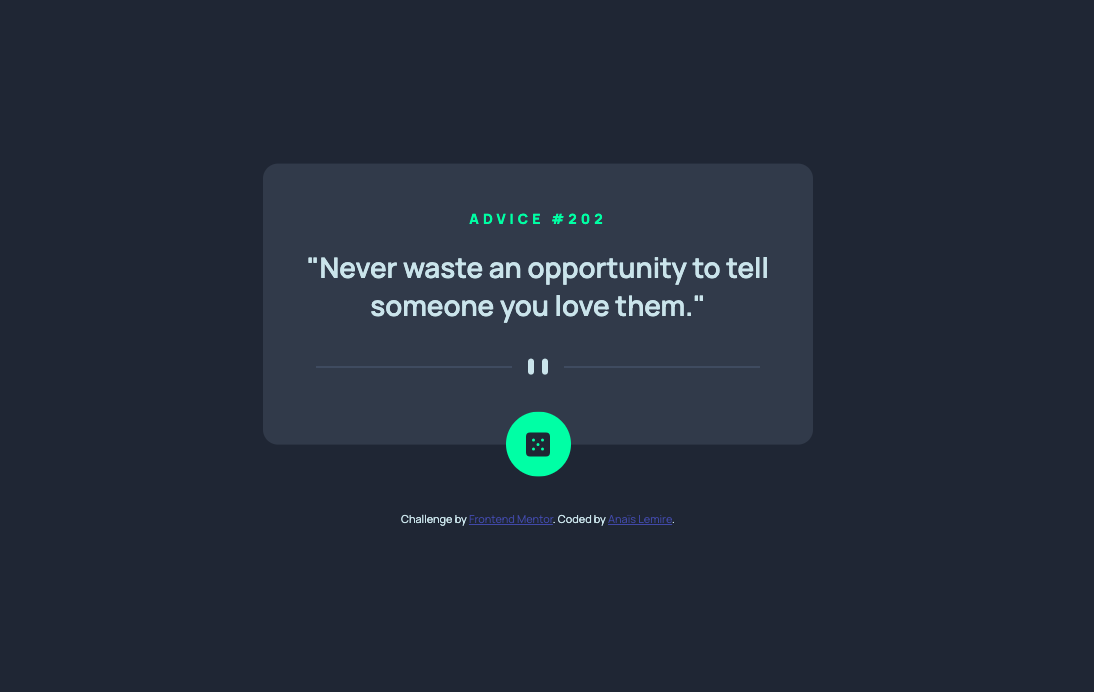 ADVICE #202
"Never waste an opportunity to tell
someone you love them."
Challenge by Frontend Mentor. Coded by Anaïs Lemire.